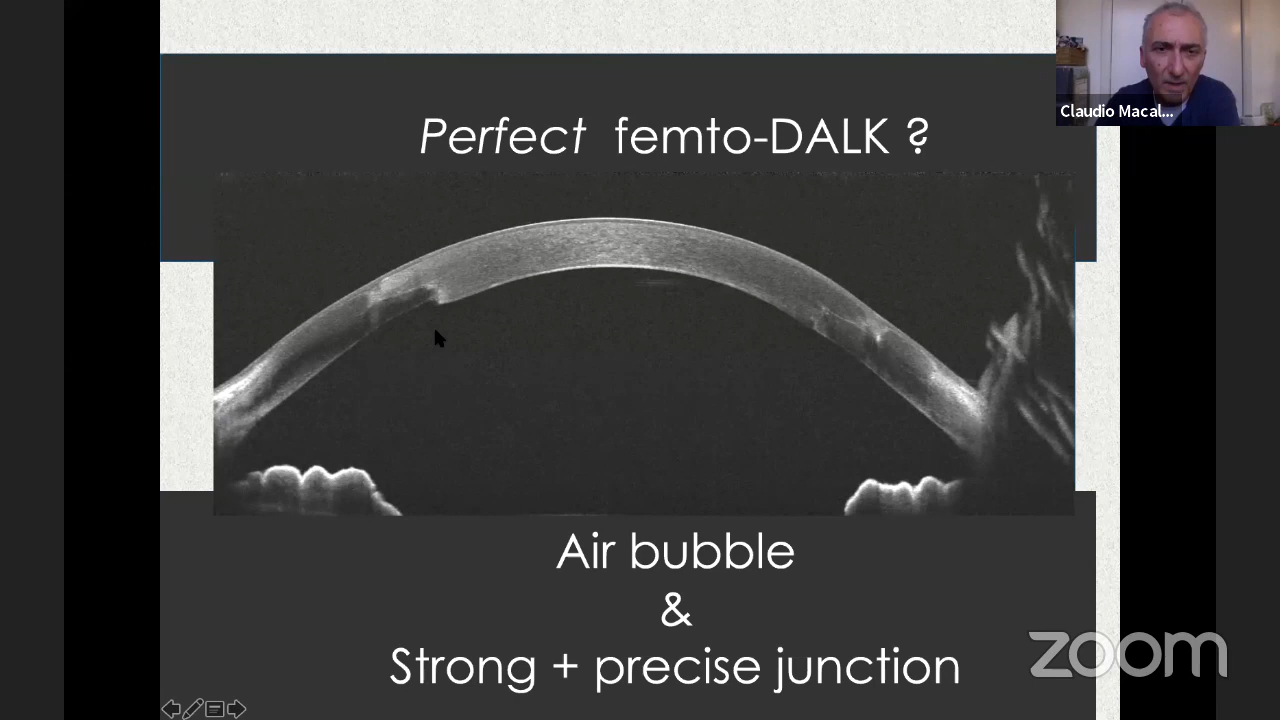 Perfect femto-DALK ?
Claudio Macal...
Air bubble
&
Strong + precise junction
zoom